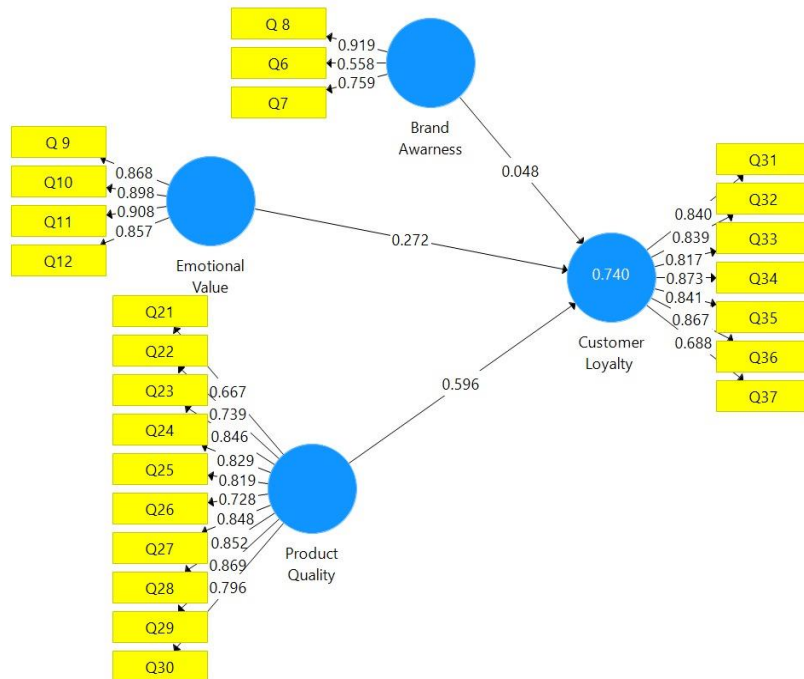 Q 8
Q6
Q7
0.919
0.558
0.759
Brand
Awarness
0.048
Q 9
Q10
Q11
Q12
0.868
0.898
0.908
0.857
Emotional
Value
0.272
Q31
Q32
Q33
Q34
Q35
Q36
Q37
0.840
0.839
0.817
0.873
0.841
0.867
0.688
0.740
Customer
Loyalty
0.596
Q21
Q22
Q23
Q24
Q25
Q26
Q27
Q28
Q29
Q30
0.667
0.739
0.846
0.829
0.819
0.728
0.848
0.852
0.869
0.796
Product
Quality